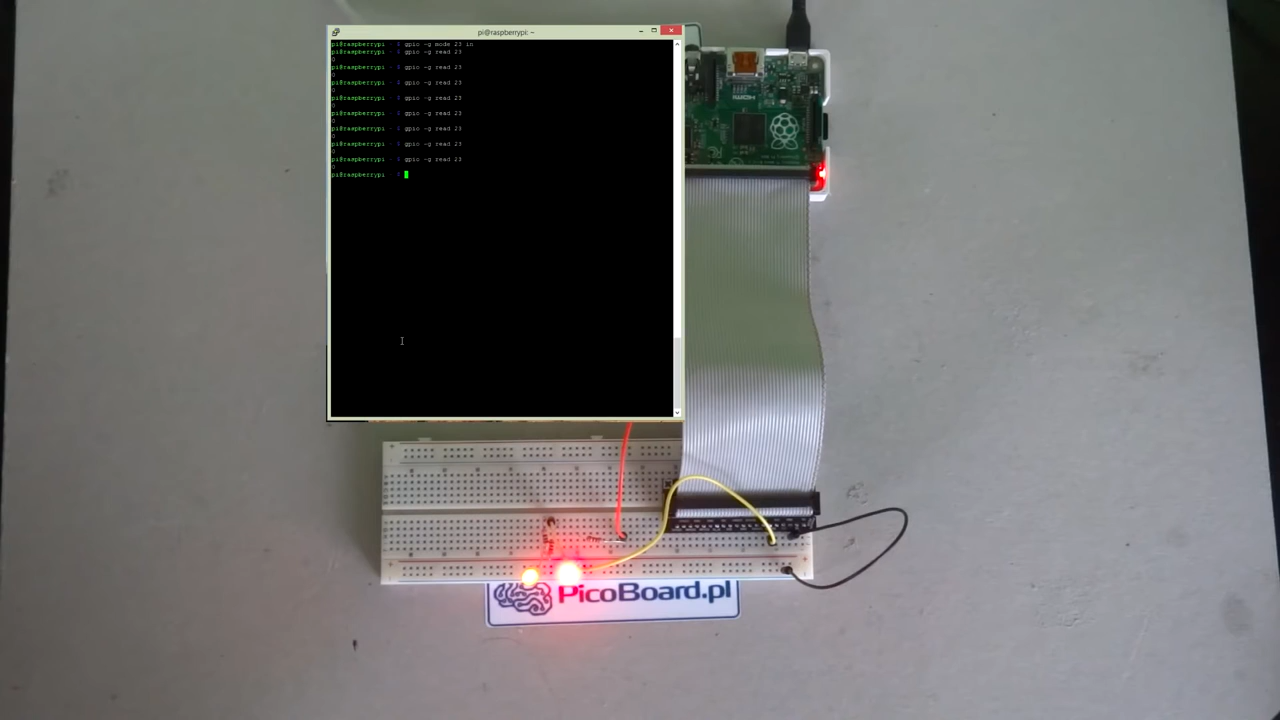 pi@raspberrypi: ~
pi@raspberrypi ~ $ gpio -g mode 23 in
pi@raspberrypi ~ $ gpio -g read 23
0
pi@raspberrypi ~ $ gpio -g read 23
0
pi@raspberrypi ~ $ gpio -g read 23
0
pi@raspberrypi ~ $ gpio -g read 23
0
pi@raspberrypi ~ $ gpio -g read 23
0
pi@raspberrypi ~ $ gpio -g read 23
0
pi@raspberrypi ~ $ gpio -g read 23
0
pi@raspberrypi ~ $ gpio -g read 23
0
pi@raspberrypi ~ $
HDMI
PicoBoard.pl